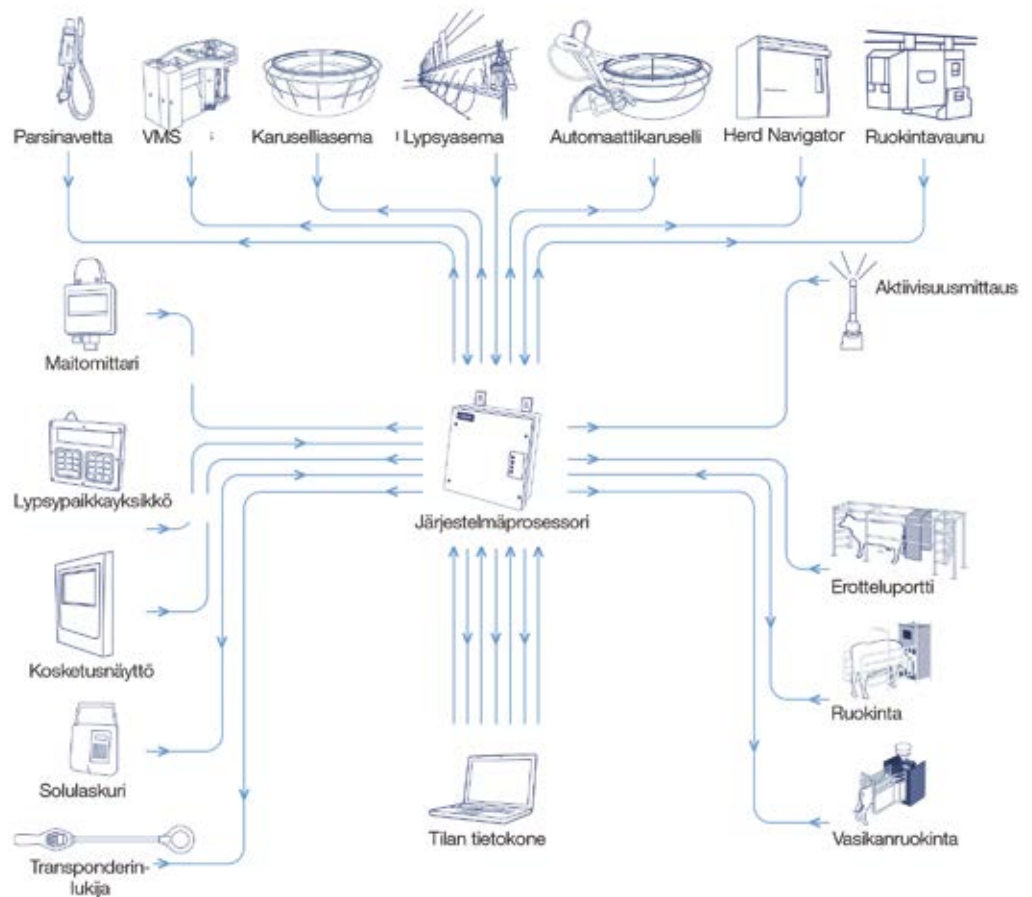 Parsinavetta
VMS
Karuselliasema
Lypsyasema
Automaattikaruselli
Herd Navigator
Ruokintavaunu
Aktiivisuusmittaus
Maitomittari
Lypsypaikkayksikkö
Järjestelmäprosessori
Erotteluportti
Kosketusnäyttö
Ruokinta
Solulaskuri
Tilan tietokone
Vasikanruokinta
Transponderin-
lukija